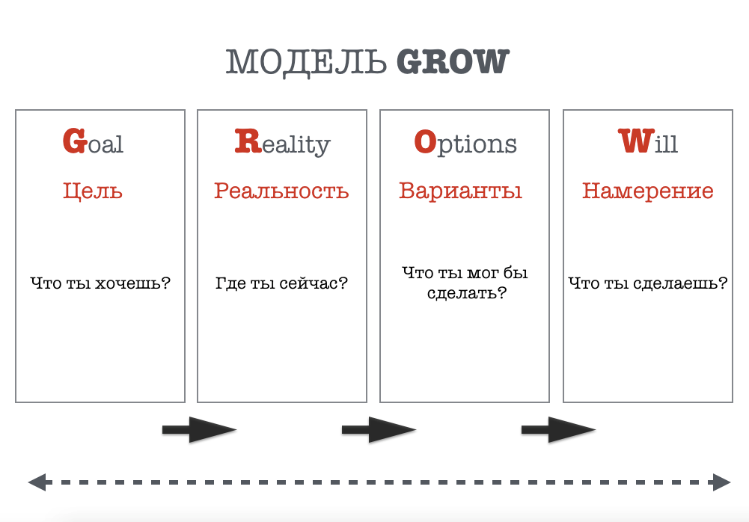 МОДЕЛЬ GROW
Goal
Цель
Что ты хочешь?
Reality
Реальность
Где ты сейчас?
Options
Варианты
Что ты мог бы
сделать?
Will
Намерение
Что ты сделаешь?